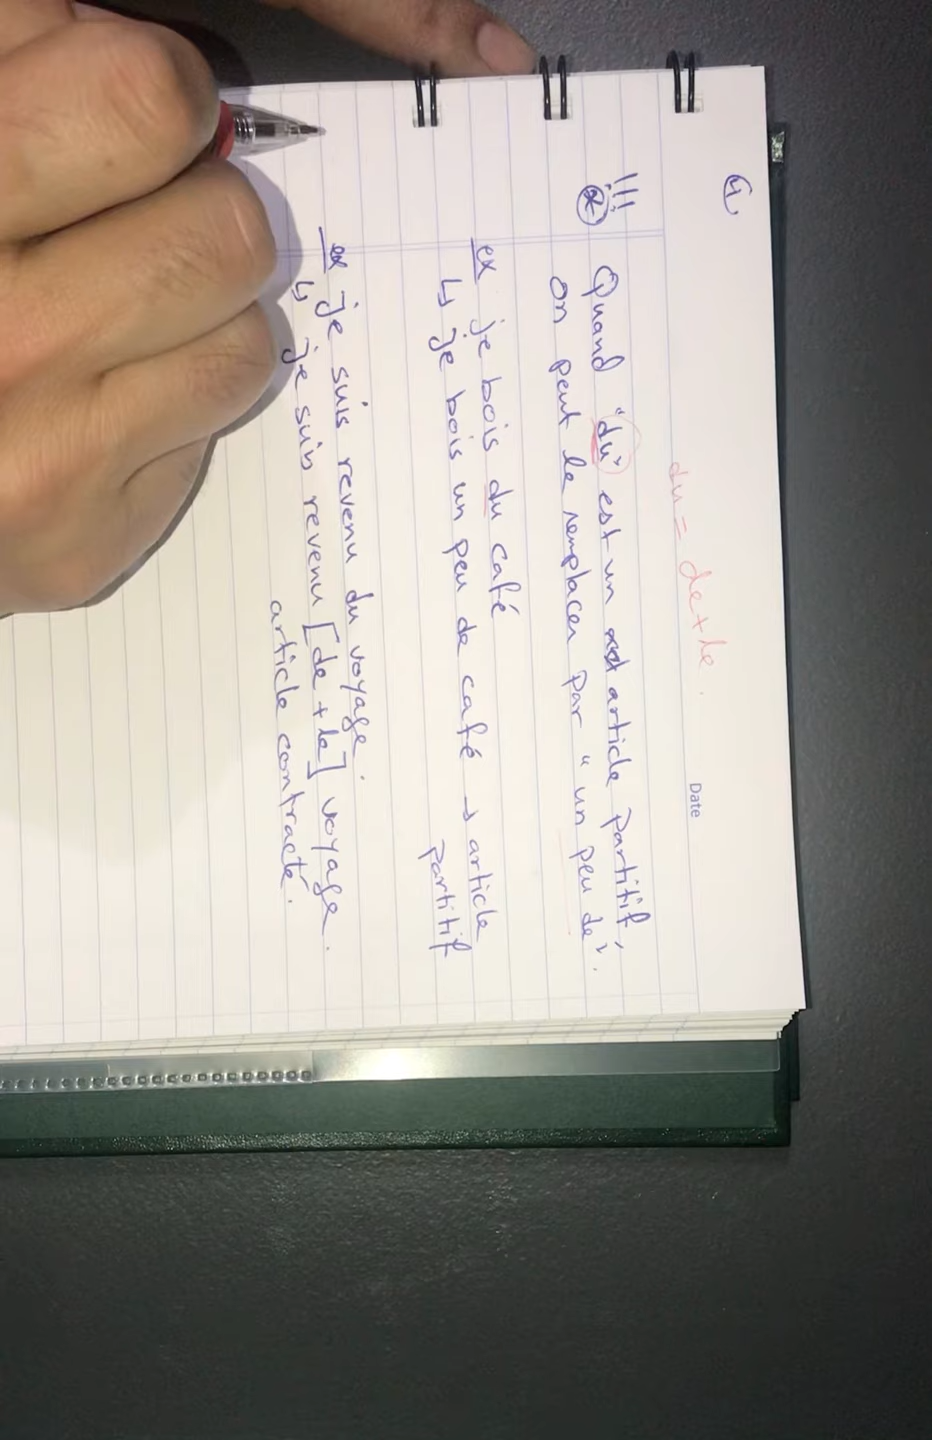 Date
du = de + le.
!!! * Quand "du" est un article partitif,
on peut le remplacer par "un peu de".
ex je bois du café
↳ je bois un peu de café → article
partitif
ex je suis revenu du voyage.
↳ je suis revenu [de + le] voyage.
article contracté.